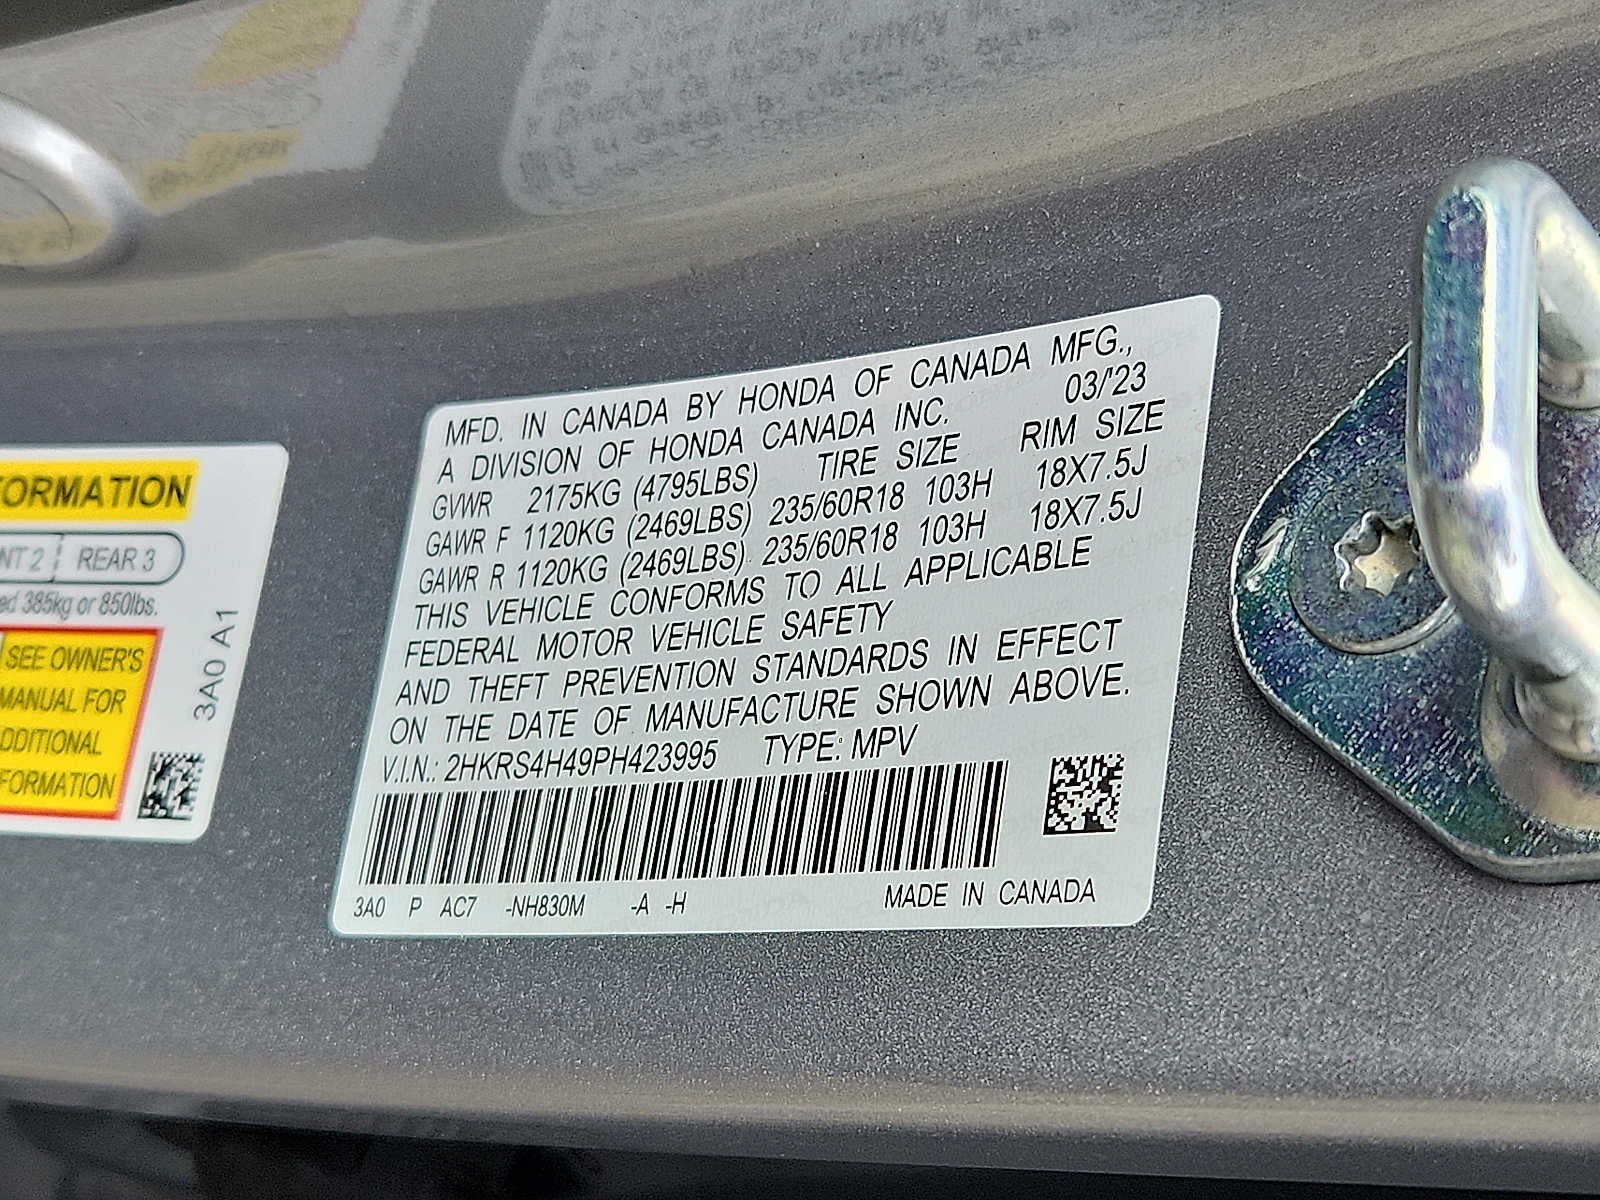 FORMATION
NT 2 REAR 3
ed 385kg or 850lbs.
SEE OWNER'S
MANUAL FOR
DDITIONAL
FORMATION
3A0 A1
MFD. IN CANADA BY HONDA OF CANADA MFG.,
A DIVISION OF HONDA CANADA INC. 03/'23
GVWR 2175KG (4795LBS) TIRE SIZE RIM SIZE
GAWR F 1120KG (2469LBS) 235/60R18 103H 18X7.5J
GAWR R 1120KG (2469LBS) 235/60R18 103H 18X7.5J
THIS VEHICLE CONFORMS TO ALL APPLICABLE
FEDERAL MOTOR VEHICLE SAFETY
AND THEFT PREVENTION STANDARDS IN EFFECT
ON THE DATE OF MANUFACTURE SHOWN ABOVE.
V.I.N.: 2HKRS4H49PH423995 TYPE: MPV
3A0 P AC7 -NH830M -A -H MADE IN CANADA